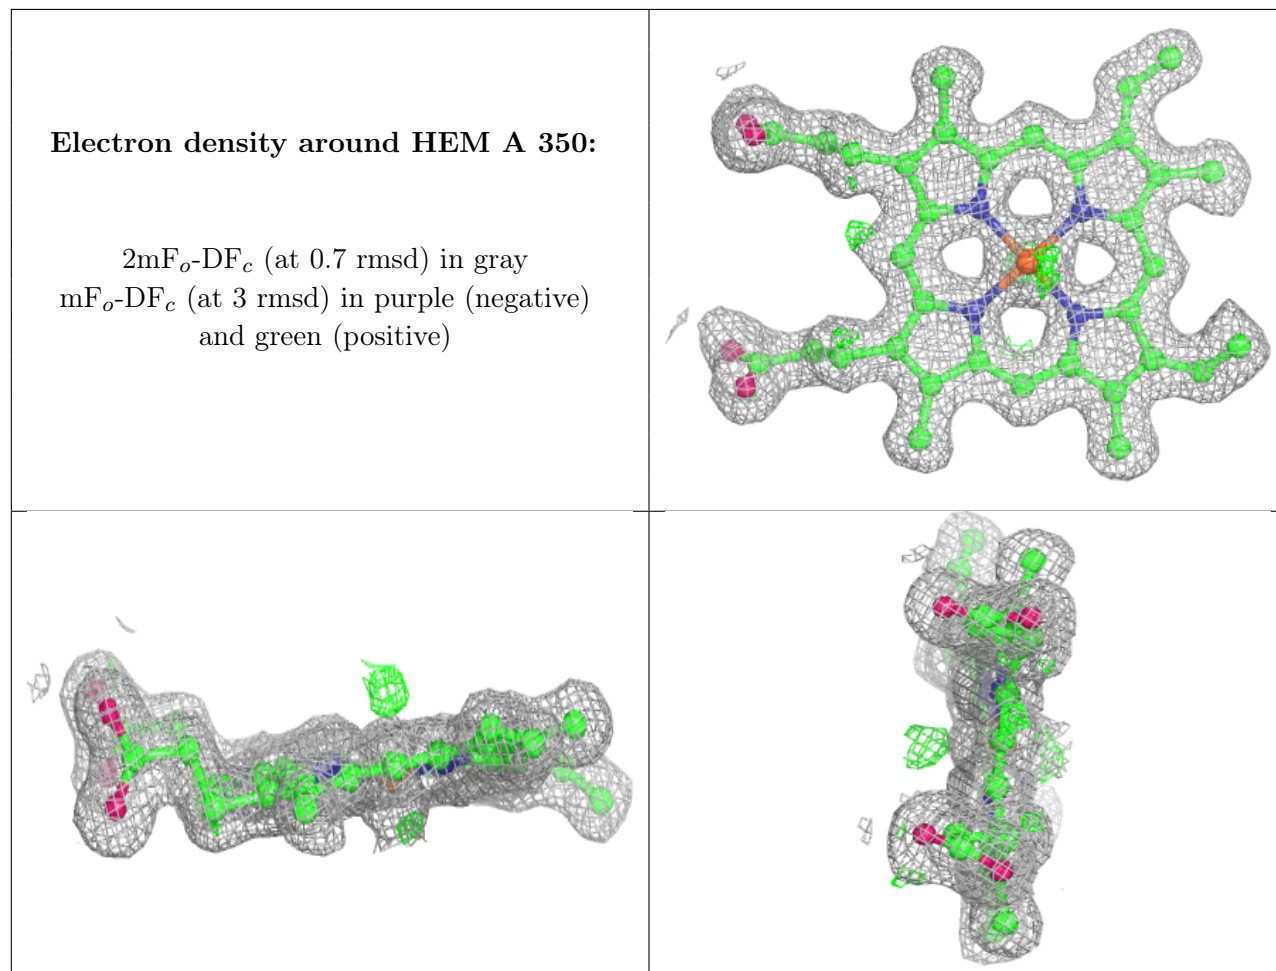 Electron density around HEM A 350:
2mFo-DFc (at 0.7 rmsd) in gray
mFo-DFc (at 3 rmsd) in purple (negative)
and green (positive)